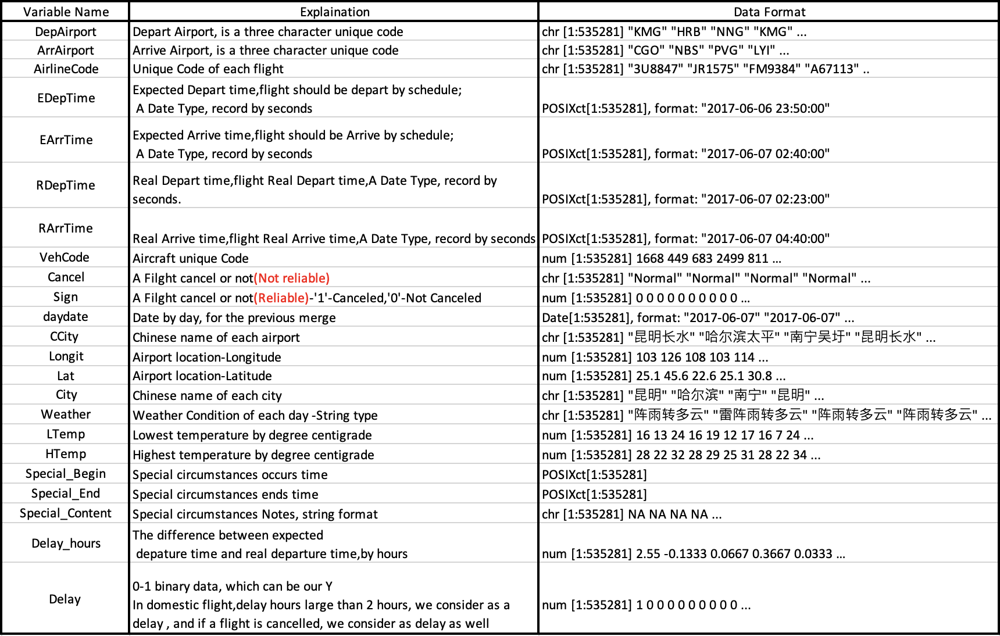 Variable Name Explaination Data Format
DepAirport Depart Airport, is a three character unique code chr [1:535281] "KMG" "HRB" "NNG" "KMG" ...
ArrAirport Arrive Airport, is a three character unique code chr [1:535281] "CGO" "NBS" "PVG" "LYI" ...
AirlineCode Unique Code of each flight chr [1:535281] "3U8847" "JR1575" "FM9384" "A67113" ..
EDepTime Expected Depart time,flight should be depart by schedule;
A Date Type, record by seconds POSIXct[1:535281], format: "2017-06-06 23:50:00"
EArrTime Expected Arrive time,flight should be Arrive by schedule;
A Date Type, record by seconds POSIXct[1:535281], format: "2017-06-07 02:40:00"
RDepTime Real Depart time,flight Real Depart time,A Date Type, record by
seconds. POSIXct[1:535281], format: "2017-06-07 02:23:00"
RArrTime Real Arrive time,flight Real Arrive time,A Date Type, record by seconds POSIXct[1:535281], format: "2017-06-07 04:40:00"
VehCode Aircraft unique Code num [1:535281] 1668 449 683 2499 811 ...
Cancel A Filght cancel or not(Not reliable) chr [1:535281] "Normal" "Normal" "Normal" "Normal" ...
Sign A Filght cancel or not(Reliable)-'1'-Canceled,'0'-Not Canceled num [1:535281] 0 0 0 0 0 0 0 0 0 0 ...
daydate Date by day, for the previous merge Date[1:535281], format: "2017-06-07" "2017-06-07" ...
CCity Chinese name of each airport chr [1:535281] "昆明长水" "哈尔滨太平" "南宁吴圩" "昆明长水" ...
Longit Airport location-Longitude num [1:535281] 103 126 108 103 114 ...
Lat Airport location-Latitude num [1:535281] 25.1 45.6 22.6 25.1 30.8 ...
City Chinese name of each city chr [1:535281] "昆明" "哈尔滨" "南宁" "昆明" ...
Weather Weather Condition of each day -String type chr [1:535281] "阵雨转多云" "雷阵雨转多云" "阵雨转多云" "阵雨转多云" ...
LTemp Lowest temperature by degree centigrade num [1:535281] 16 13 24 16 19 12 17 16 7 24 ...
HTemp Highest temperature by degree centigrade num [1:535281] 28 22 32 28 29 25 31 28 22 34 ...
Special_Begin Special circumstances occurs time POSIXct[1:535281]
Special_End Special circumstances ends time POSIXct[1:535281]
Special_Content Special circumstances Notes, string format chr [1:535281] NA NA NA NA ...
Delay_hours The difference between expected
depature time and real departure time,by hours num [1:535281] 2.55 -0.1333 0.0667 0.3667 0.0333 ...
Delay 0-1 binary data, which can be our Y
In domestic flight,delay hours large than 2 hours, we consider as a num [1:535281] 1 0 0 0 0 0 0 0 0 0 ...
delay , and if a flight is cancelled, we consider as delay as well